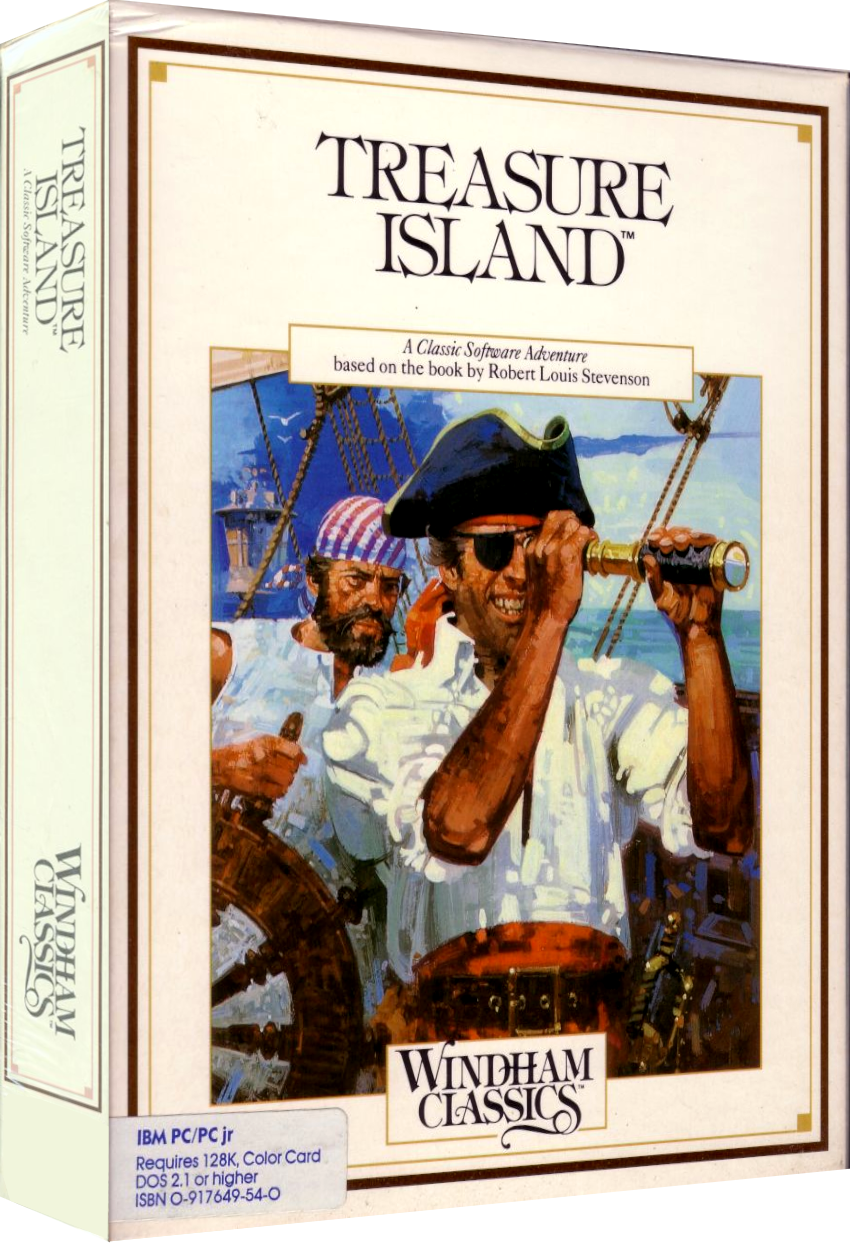 TREASURE
ISLAND™
A Classic Software Adventure
WINDHAM
CLASSICS™
TREASURE
ISLAND™
A Classic Software Adventure
based on the book by Robert Louis Stevenson
WINDHAM
CLASSICS™
IBM PC/PC jr
Requires 128K, Color Card
DOS 2.1 or higher
ISBN 0-917649-54-0